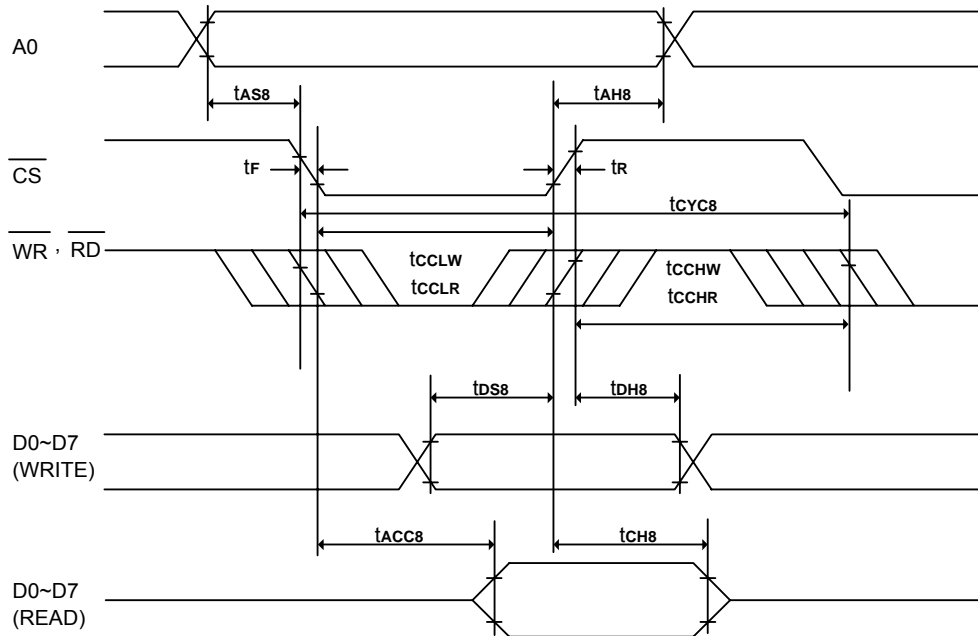 A0
tAS8
tAH8
CS
tF
tR
tCYC8
WR , RD
tCCLW
tCCHW
tCCLR
tCCHR
tDS8
tDH8
D0~D7
(WRITE)
tACC8
tCH8
D0~D7
(READ)